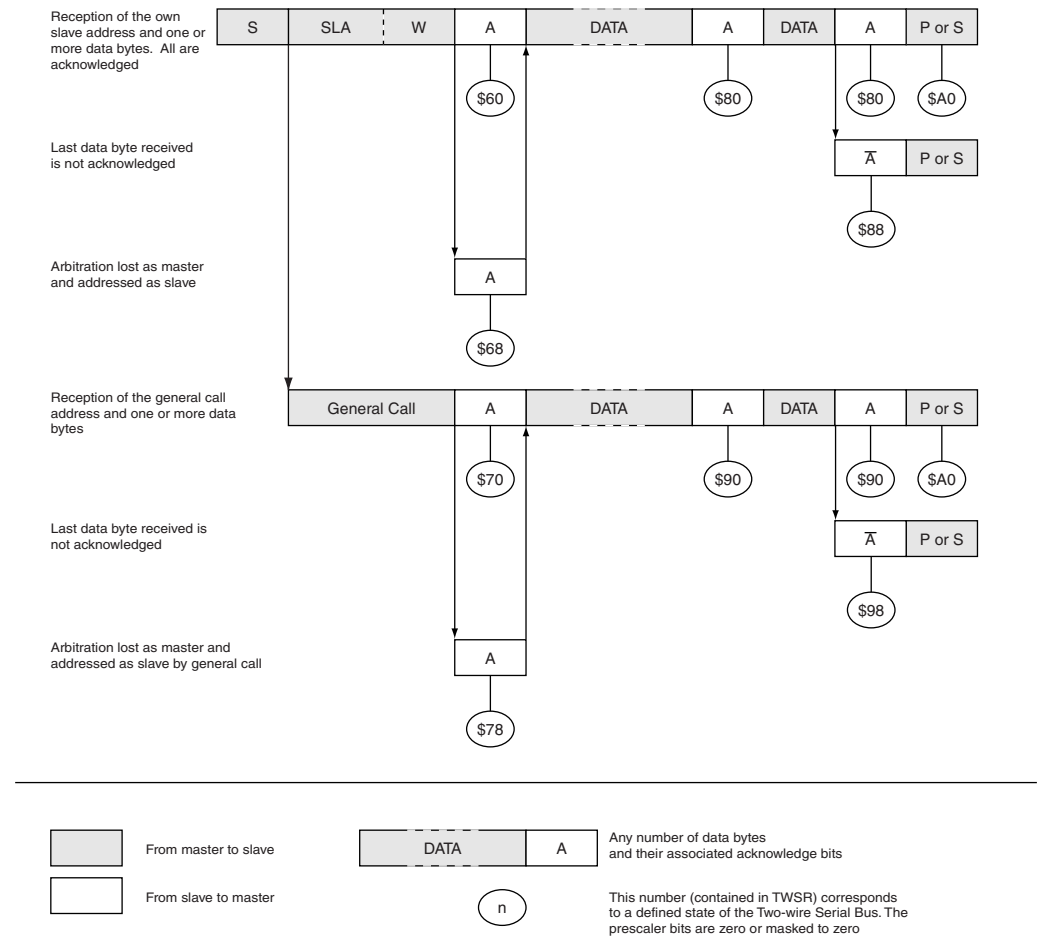 Reception of the own
slave address and one or
more data bytes. All are
acknowledged
S SLA W A DATA A DATA A P or S
$60 $80 $80 $A0
Last data byte received
is not acknowledged
A̅ P or S
$88
Arbitration lost as master
and addressed as slave
A
$68
Reception of the general call
address and one or more data
bytes
General Call A DATA A DATA A P or S
$70 $90 $90 $A0
Last data byte received is
not acknowledged
A̅ P or S
$98
Arbitration lost as master and
addressed as slave by general call
A
$78
From master to slave
DATA A
Any number of data bytes
and their associated acknowledge bits
From slave to master
n
This number (contained in TWSR) corresponds
to a defined state of the Two-wire Serial Bus. The
prescaler bits are zero or masked to zero